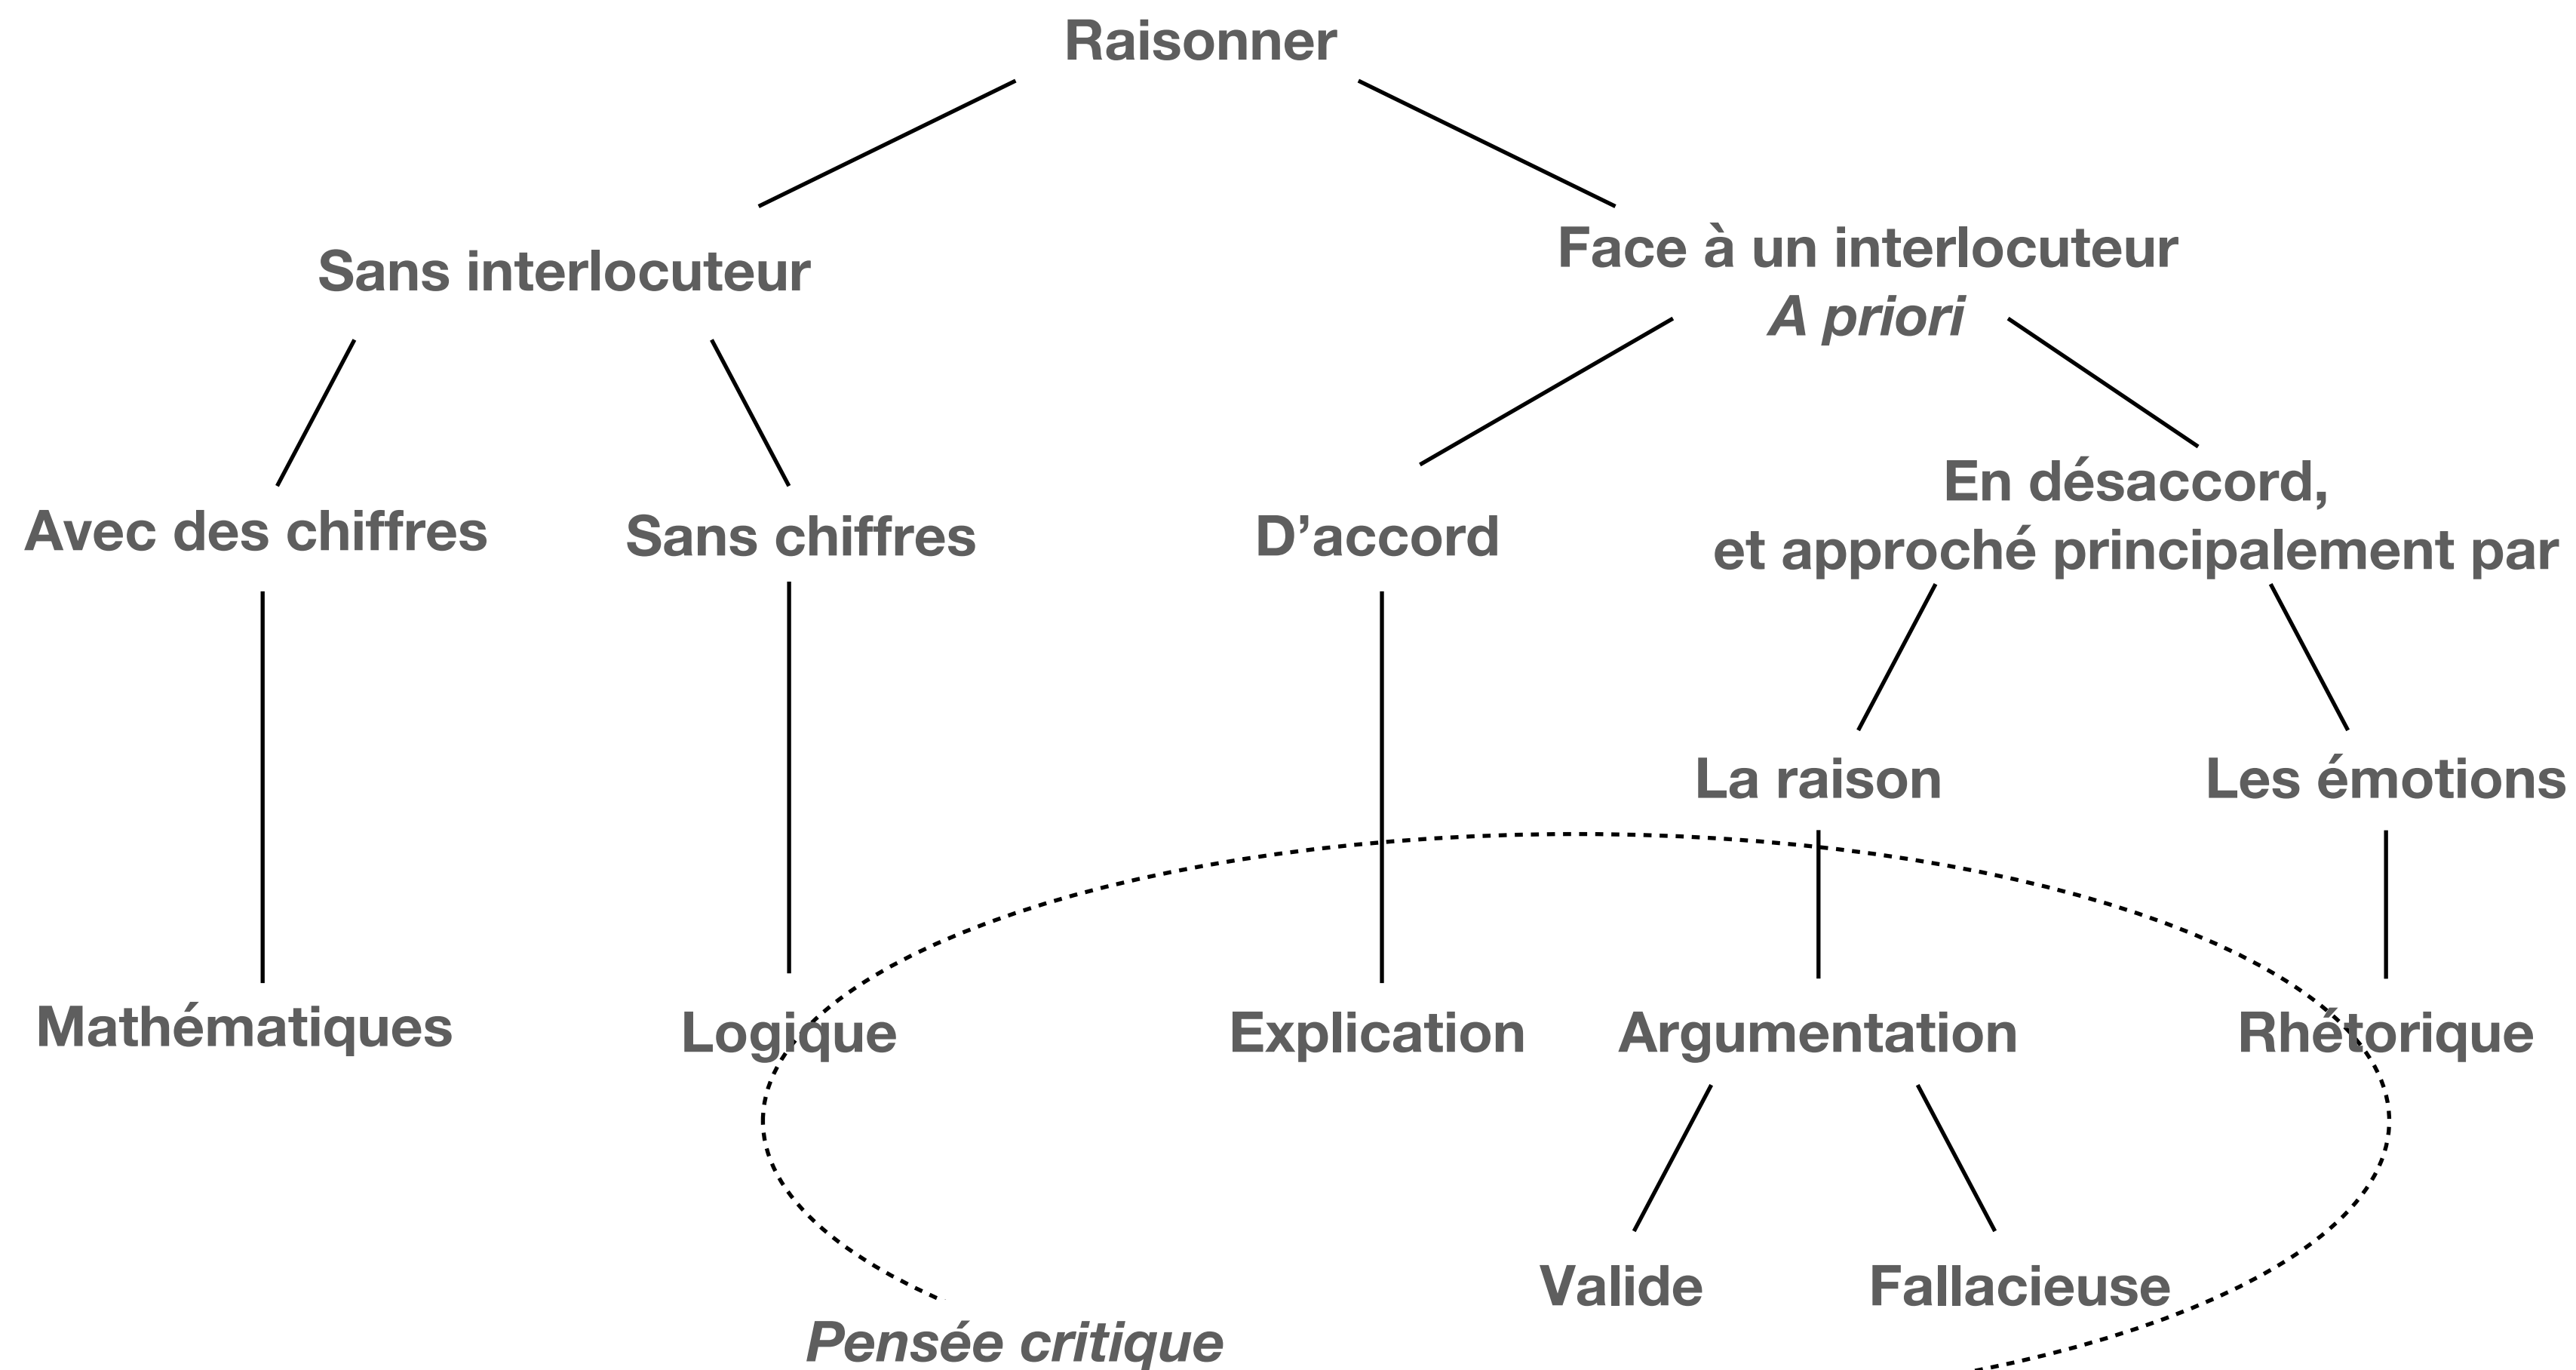 Raisonner
Sans interlocuteur
Face à un interlocuteur
A priori
Avec des chiffres
Sans chiffres
D’accord
En désaccord,
et approché principalement par
La raison
Les émotions
Mathématiques
Logique
Explication
Argumentation
Rhétorique
Valide
Fallacieuse
Pensée critique